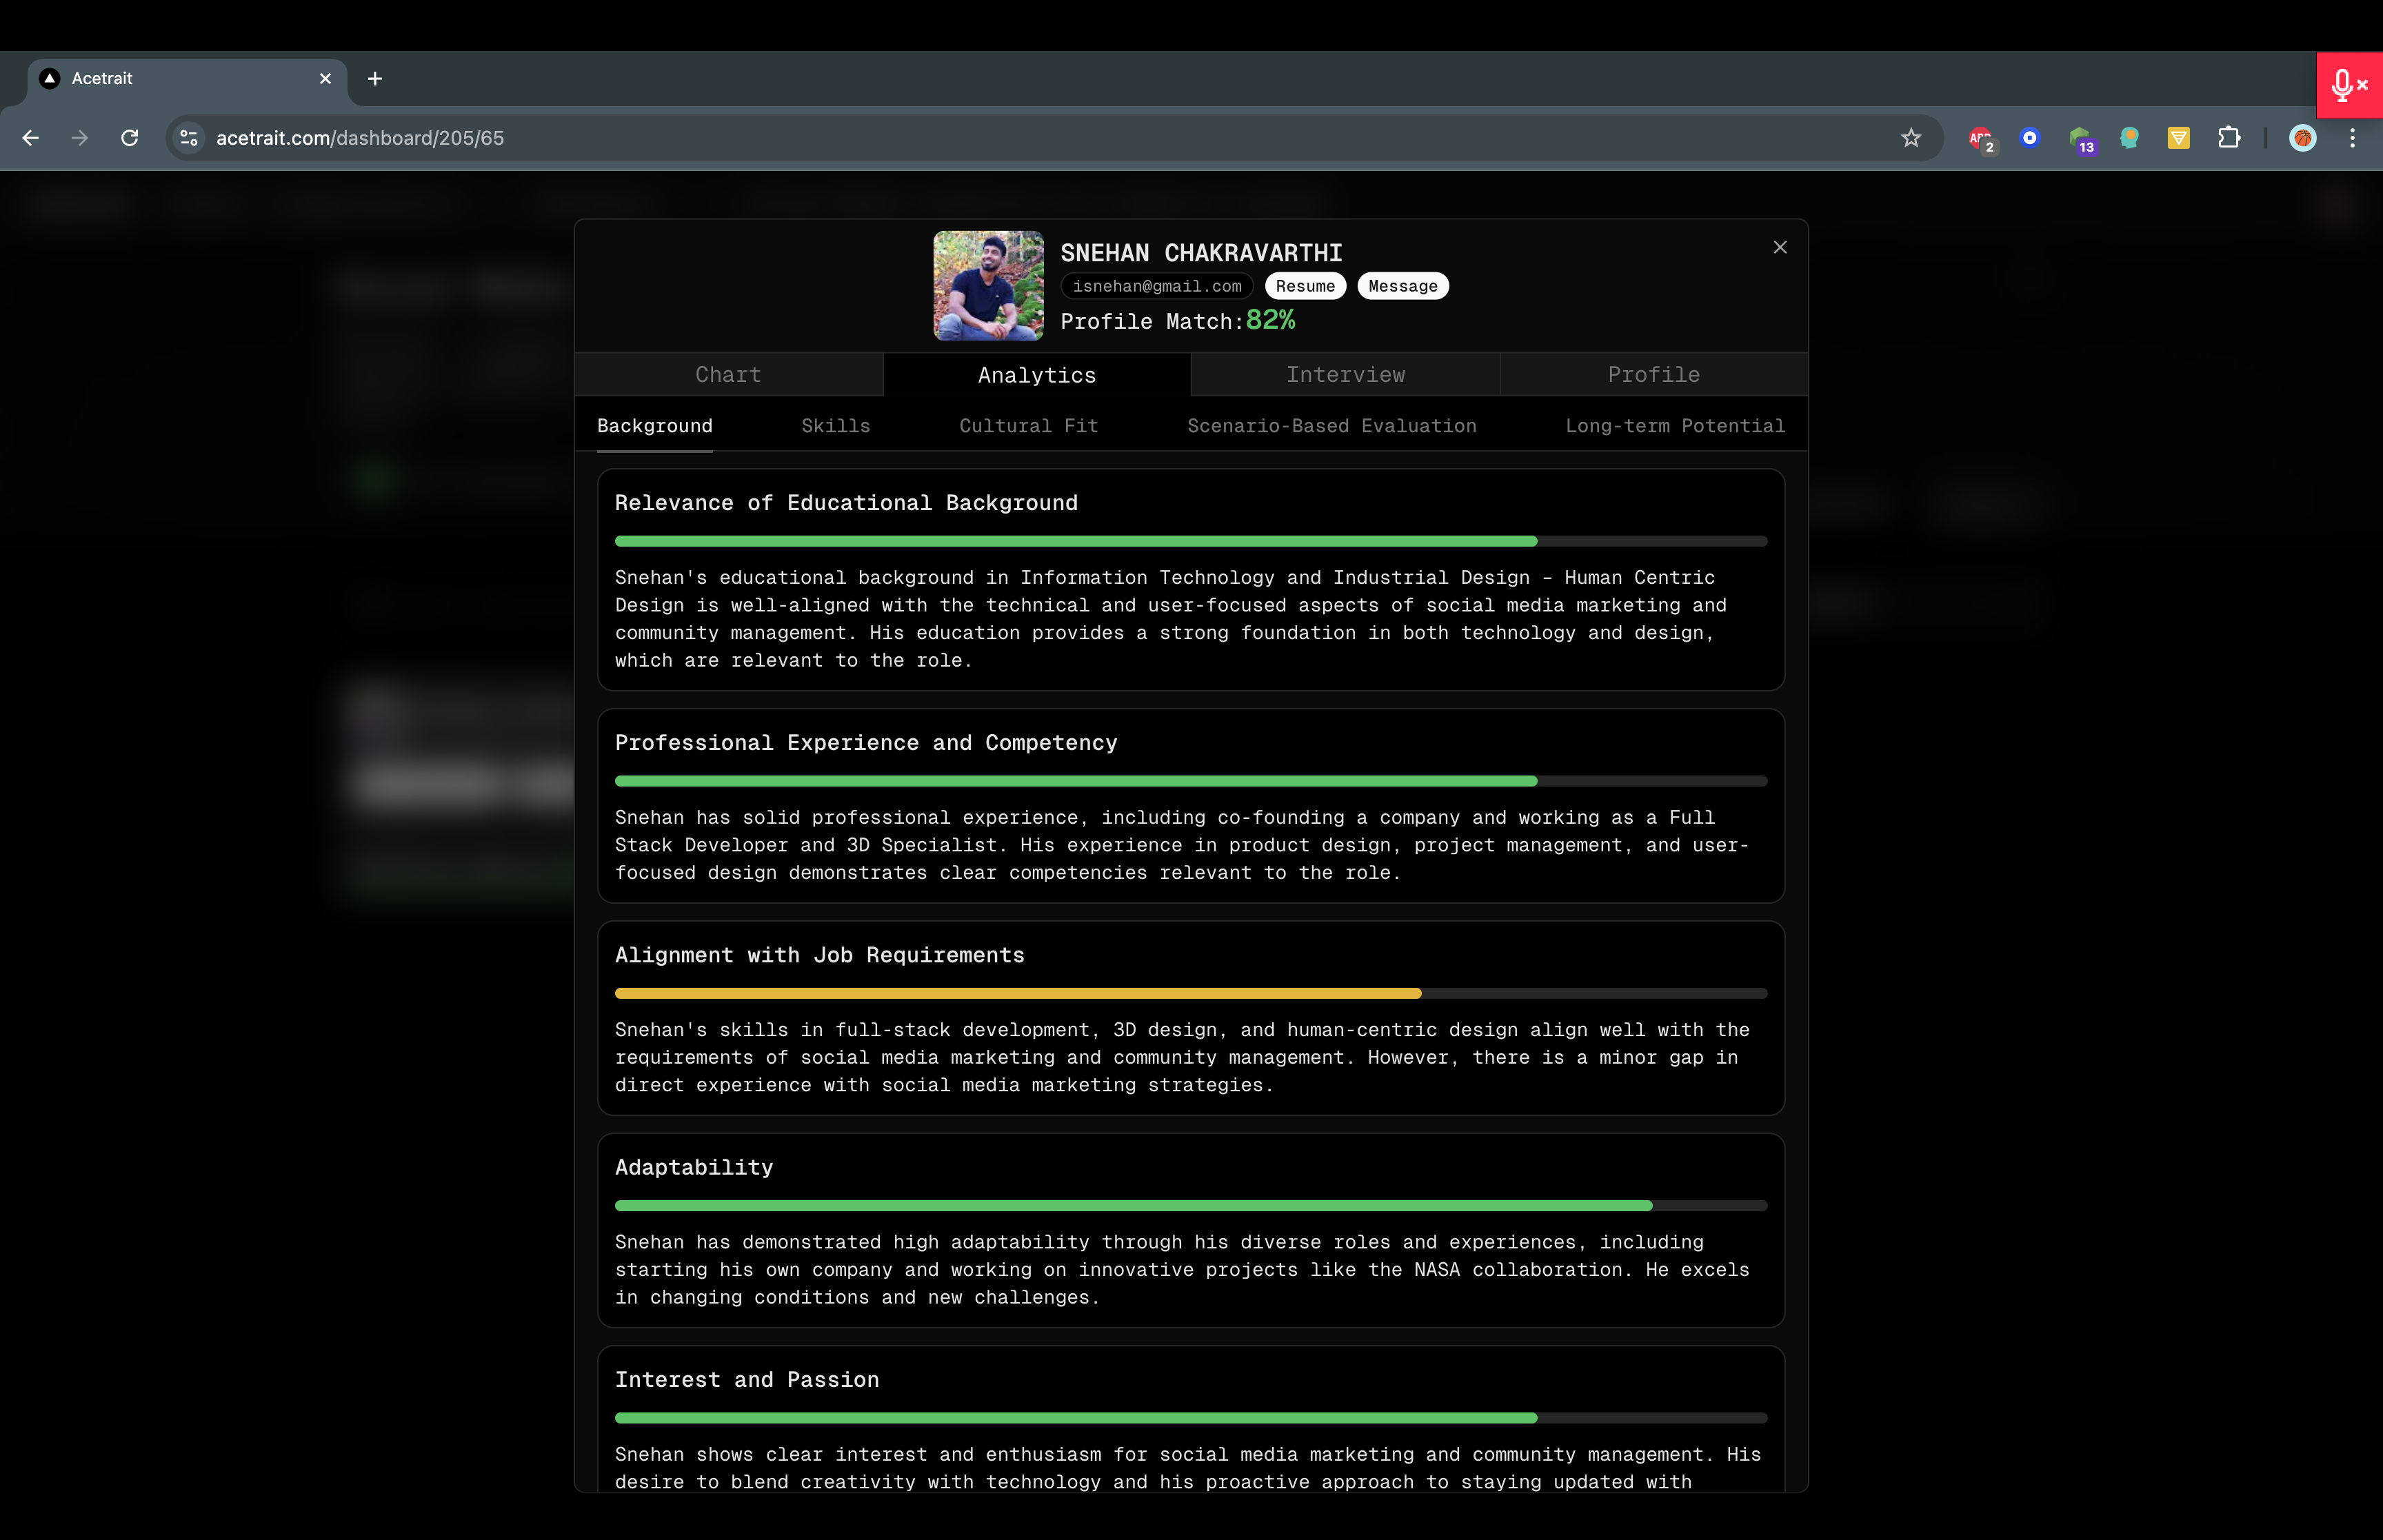 Acetrait
acetrait.com/dashboard/205/65
2
13
SNEHAN CHAKRAVARTHI
isnehan@gmail.com Resume Message
Profile Match:82%
Chart Analytics Interview Profile
Background Skills Cultural Fit Scenario-Based Evaluation Long-term Potential
Relevance of Educational Background
Snehan's educational background in Information Technology and Industrial Design – Human Centric
Design is well-aligned with the technical and user-focused aspects of social media marketing and
community management. His education provides a strong foundation in both technology and design,
which are relevant to the role.
Professional Experience and Competency
Snehan has solid professional experience, including co-founding a company and working as a Full
Stack Developer and 3D Specialist. His experience in product design, project management, and user-
focused design demonstrates clear competencies relevant to the role.
Alignment with Job Requirements
Snehan's skills in full-stack development, 3D design, and human-centric design align well with the
requirements of social media marketing and community management. However, there is a minor gap in
direct experience with social media marketing strategies.
Adaptability
Snehan has demonstrated high adaptability through his diverse roles and experiences, including
starting his own company and working on innovative projects like the NASA collaboration. He excels
in changing conditions and new challenges.
Interest and Passion
Snehan shows clear interest and enthusiasm for social media marketing and community management. His
desire to blend creativity with technology and his proactive approach to staying updated with